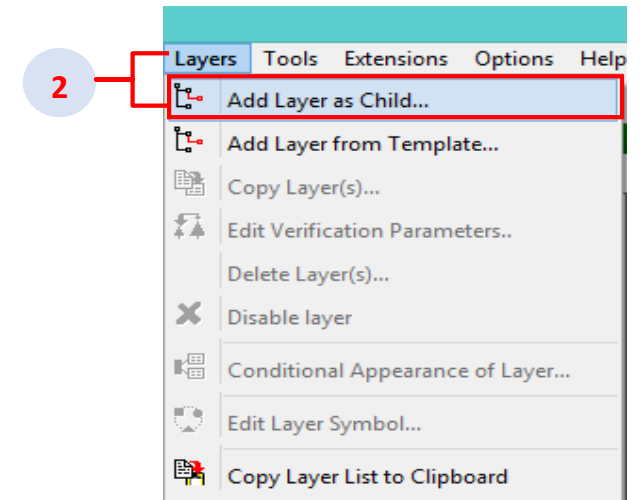 Layers Tools Extensions Options Help
2
Add Layer as Child...
Add Layer from Template...
Copy Layer(s)...
Edit Verification Parameters..
Delete Layer(s)...
Disable layer
Conditional Appearance of Layer...
Edit Layer Symbol...
Copy Layer List to Clipboard